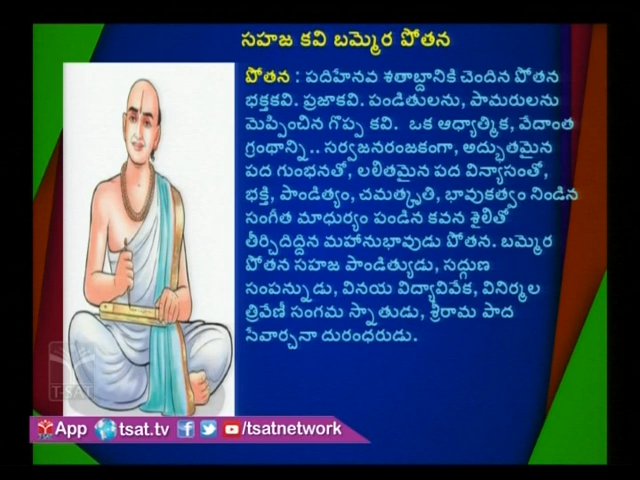 సహజ కవి బమ్మెర పోతన
పోతన : పదిహేనవ శతాబ్దానికి చెందిన పోతన
భక్తకవి. ప్రజాకవి. పండితులను, పామరులను
మెప్పించిన గొప్ప కవి. ఒక ఆధ్యాత్మిక, వేదాంత
గ్రంథాన్ని .. సర్వజనరంజకంగా, అద్భుతమైన
పద గుంభనతో, లలితమైన పద విన్యాసంతో,
భక్తి, పాండిత్యం, చమత్కృతి, భావుకత్వం నిండిన
సంగీత మాధుర్యం పండిన కవన శైలితో
తీర్చిదిద్దిన మహానుభావుడు పోతన. బమ్మెర
పోతన సహజ పాండిత్యుడు, సద్గుణ
సంపన్నుడు, వినయ విద్యావివేక, వినిర్మల
త్రివేణీ సంగమ స్నాతుడు, శ్రీరామ పాద
సేవార్చనా దురంధరుడు.
T-SAT
App tsat.tv /tsatnetwork